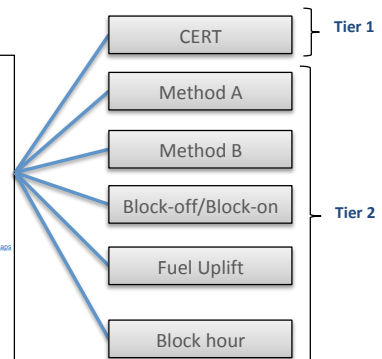 CERT
Tier 1
Method A
Method B
Block-off/Block-on
Tier 2
Fuel Uplift
Block hour